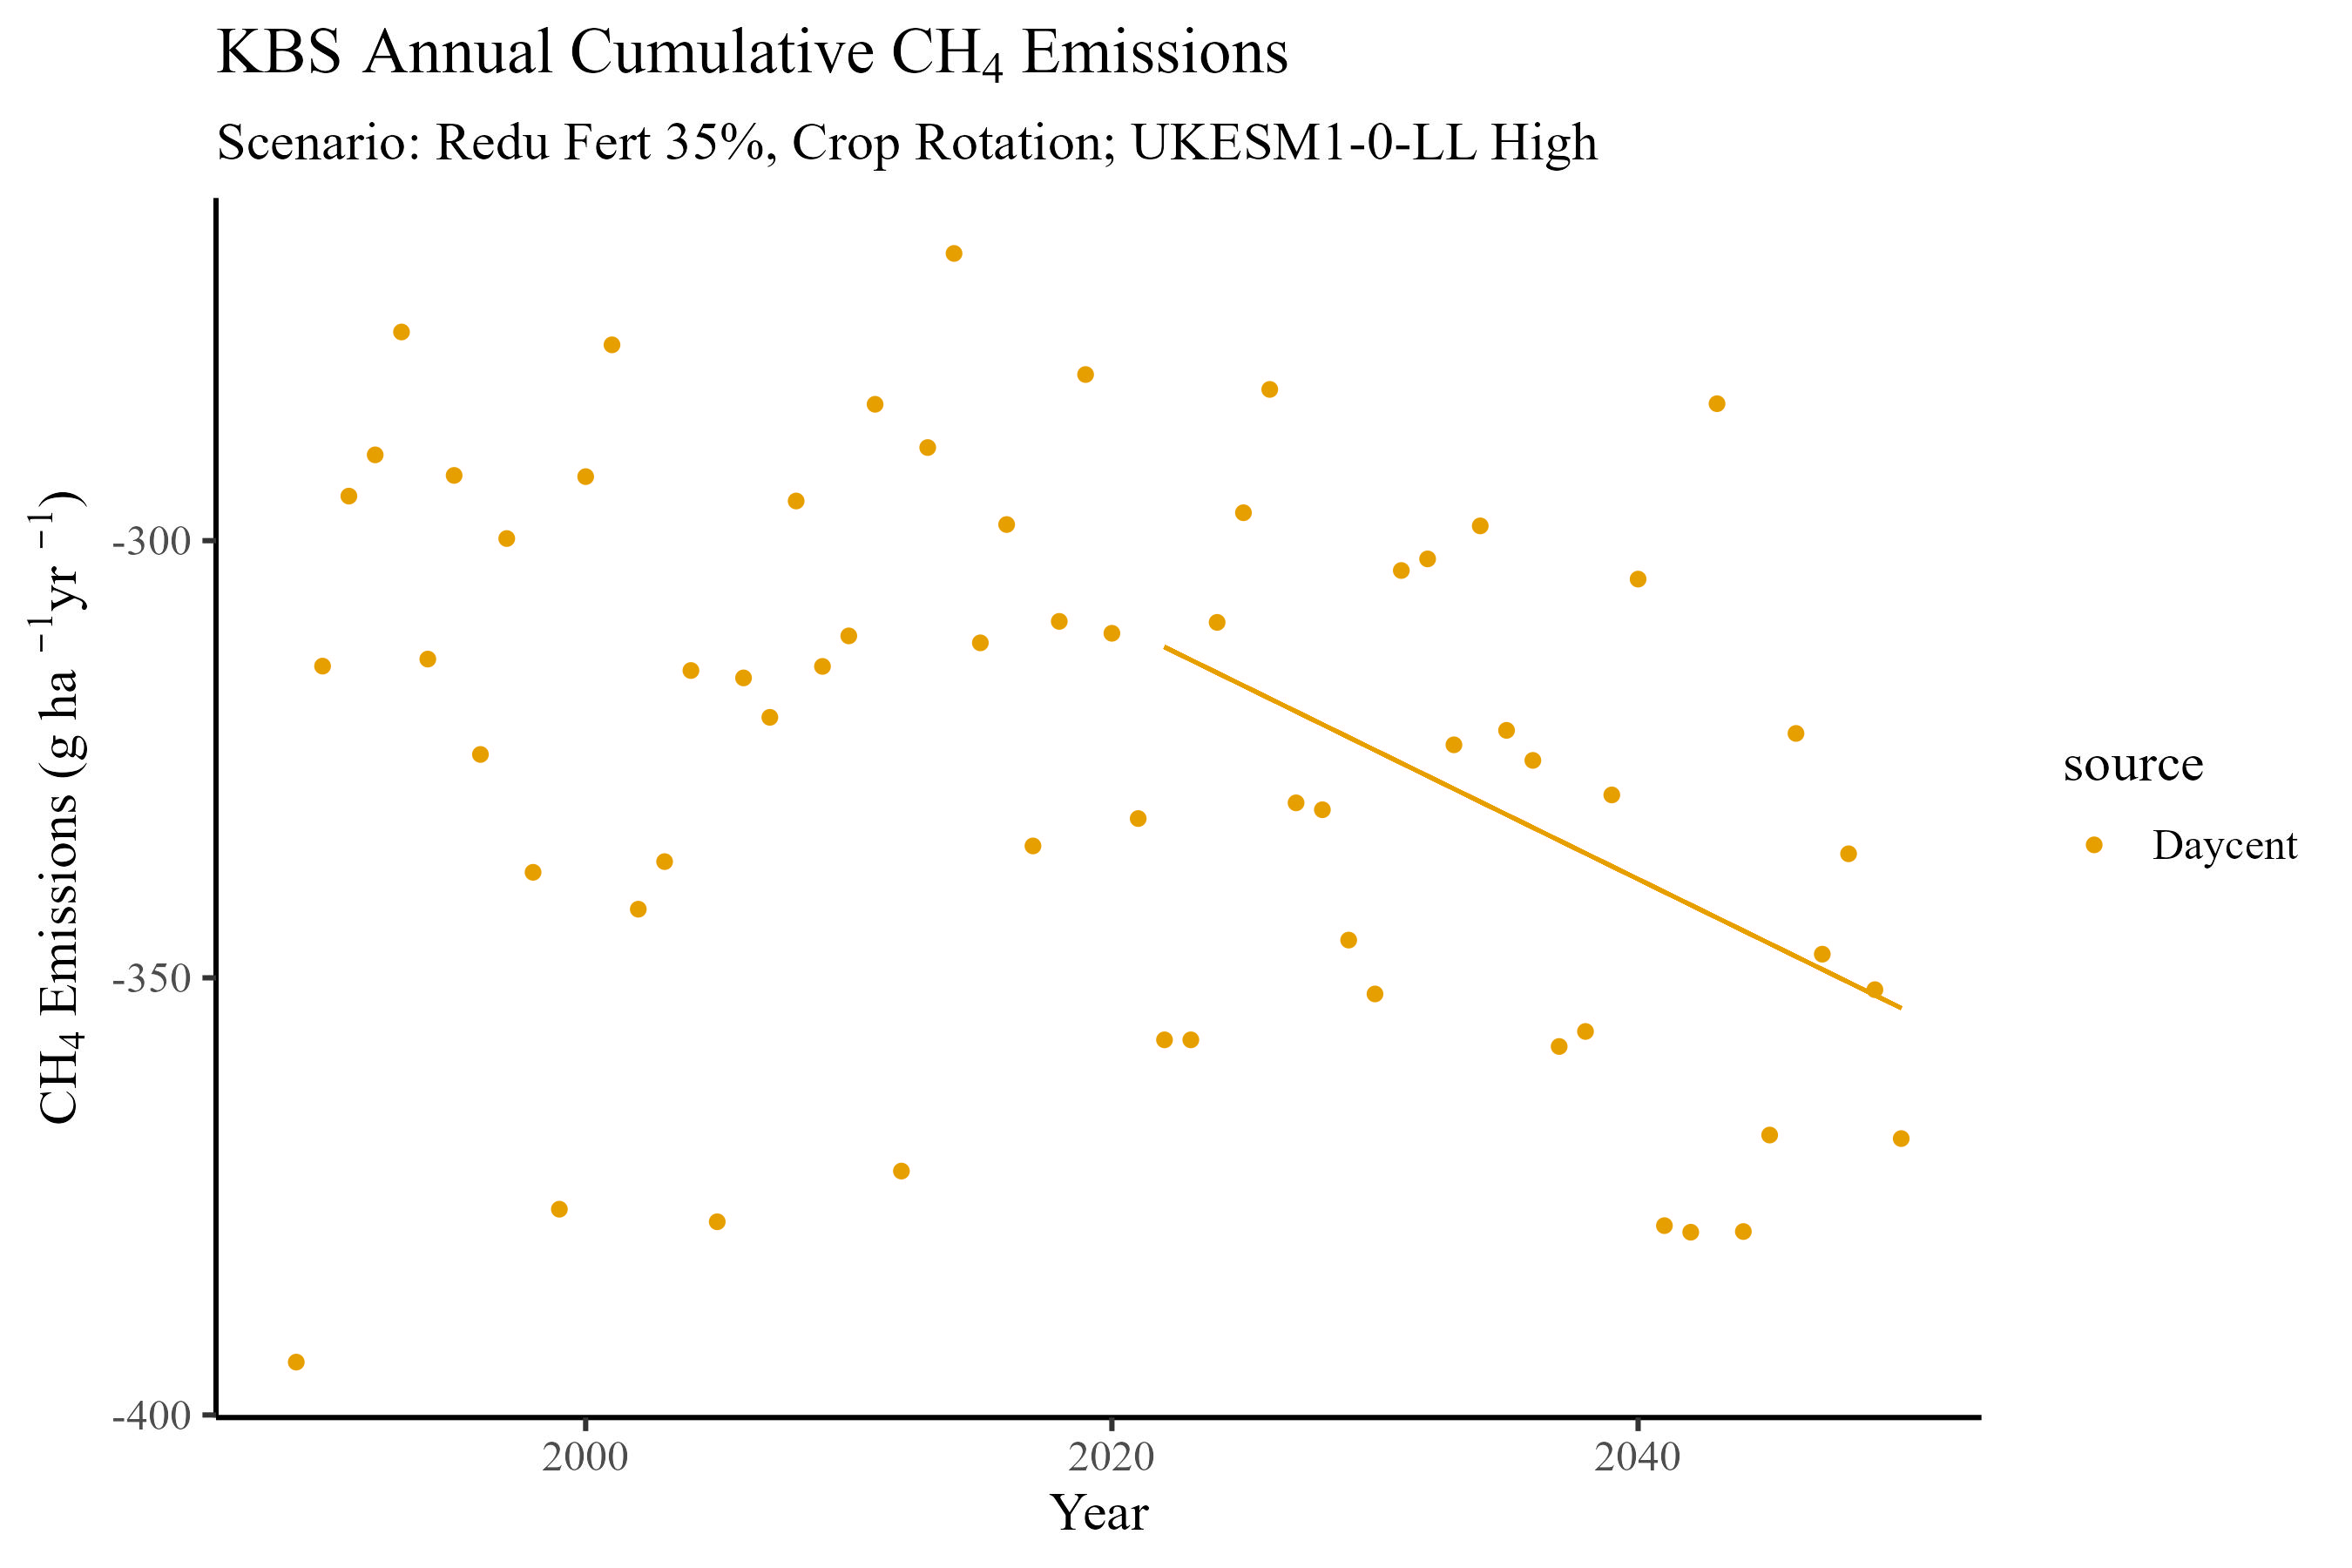 KBS Annual Cumulative CH₄ Emissions
Scenario: Redu Fert 35%, Crop Rotation; UKESM1-0-LL High
CH₄ Emissions (g ha ⁻¹yr ⁻¹)
-300
-350
-400
2000
2020
2040
Year
source
Daycent